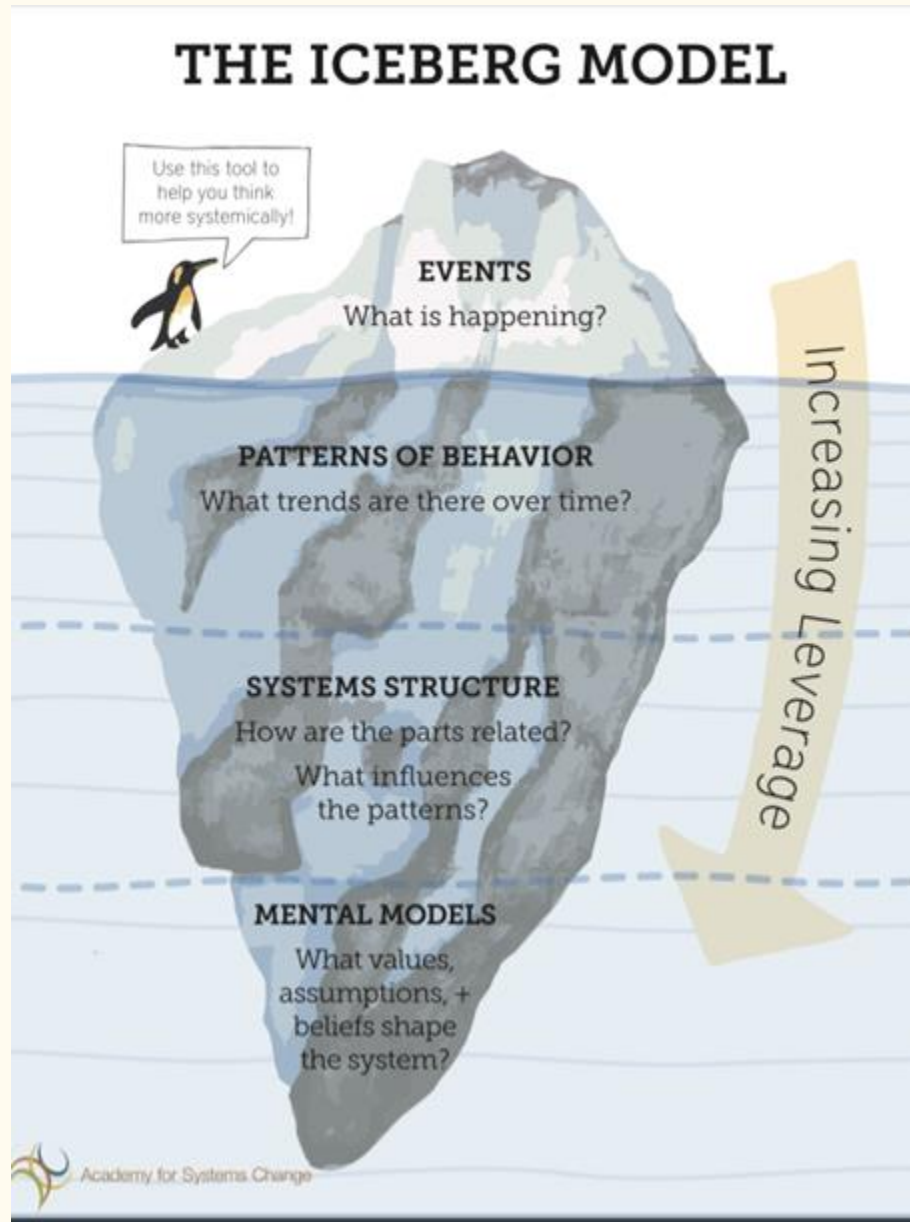 THE ICEBERG MODEL
Use this tool to
help you think
more systemically!
EVENTS
What is happening?
PATTERNS OF BEHAVIOR
What trends are there over time?
SYSTEMS STRUCTURE
How are the parts related?
What influences
the patterns?
MENTAL MODELS
What values,
assumptions, +
beliefs shape
the system?
Increasing Leverage
Academy for Systems Change